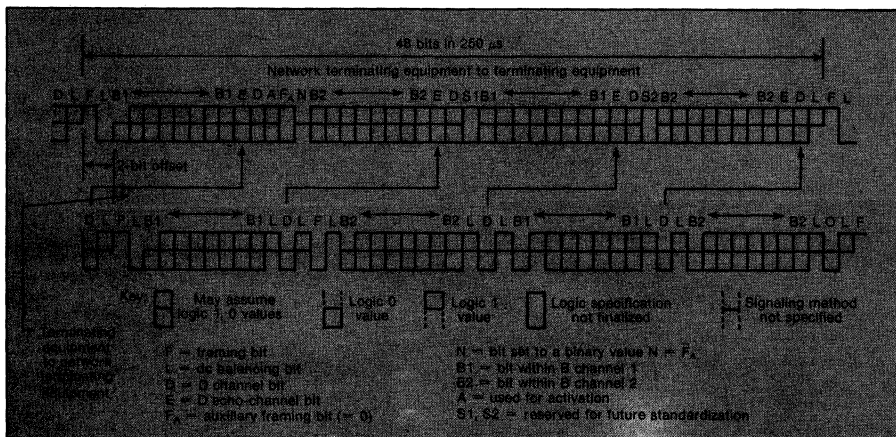 48 bits in 250 μs
Network terminating equipment to terminating equipment
D L F L B1 B1 E D A F_A N B2 B2 E D S1 B1 B1 E D S2 B2 B2 E D L F L
2-bit offset
D L F L B1 B1 L D L F L B2 B2 L D L B1 B1 L D L B2 B2 L D L F
Key:
May assume logic 1, 0 values
Logic 0 value
Logic 1 value
Logic specification not finalized
Signaling method not specified
Terminating
equipment
to network
terminating
equipment
F = framing bit
L = dc balancing bit
D = D channel bit
E = D echo-channel bit
F_A = auxiliary framing bit (= 0)
N = bit set to a binary value N = F_A
B1 = bit within B channel 1
B2 = bit within B channel 2
A = used for activation
S1, S2 = reserved for future standardization